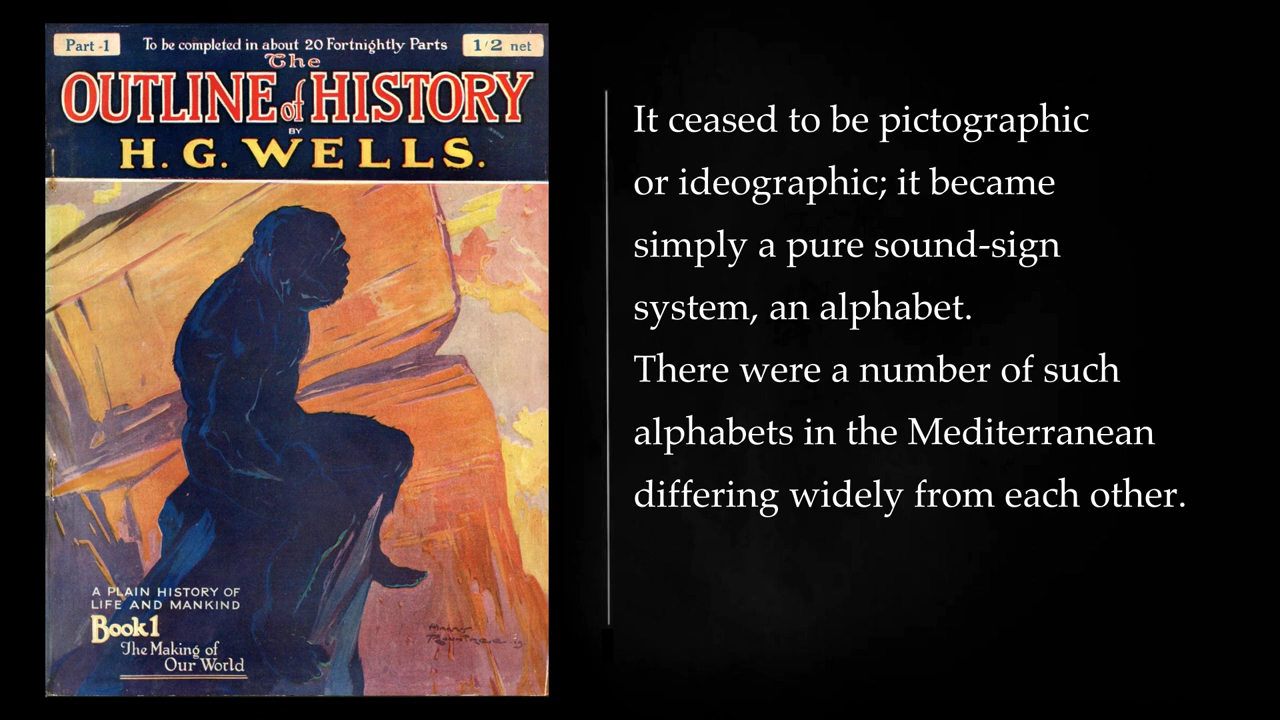 Part -1
To be completed in about 20 Fortnightly Parts
1/2 net
The
OUTLINE of HISTORY
BY
H. G. WELLS.
A PLAIN HISTORY OF
LIFE AND MANKIND
Book 1
The Making of
Our World
It ceased to be pictographic
or ideographic; it became
simply a pure sound-sign
system, an alphabet.
There were a number of such
alphabets in the Mediterranean
differing widely from each other.